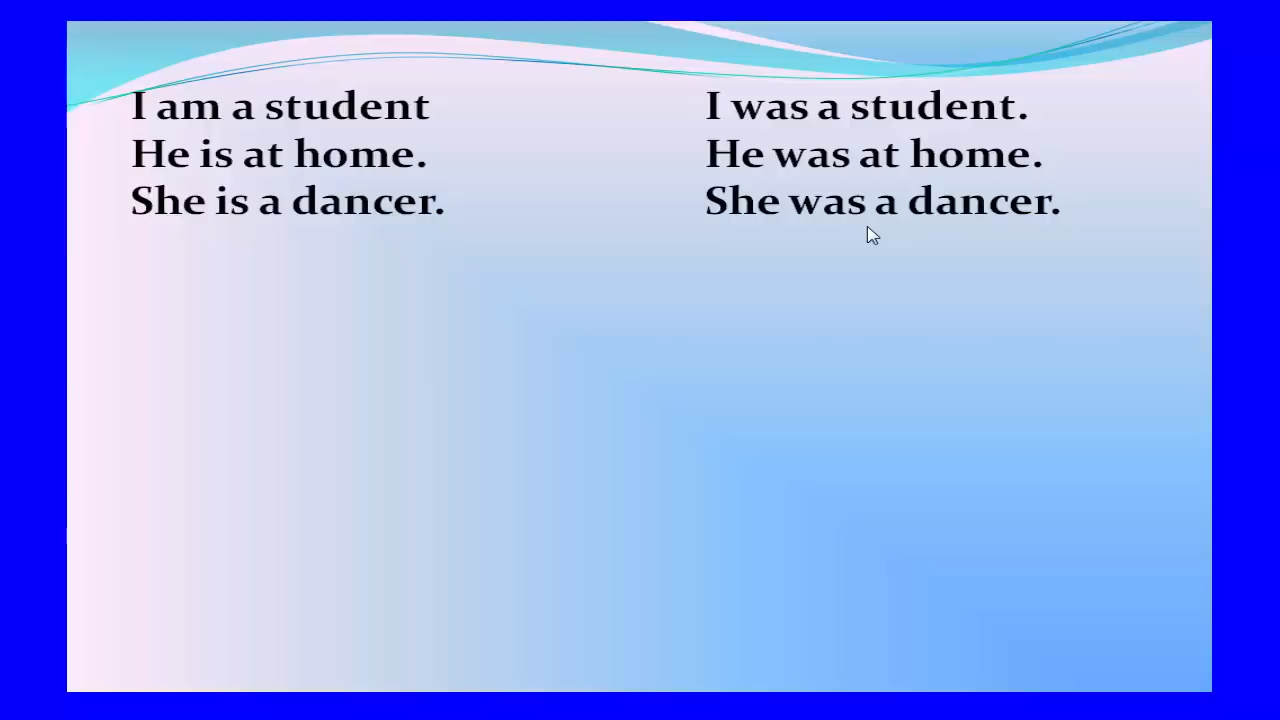 I am a student
He is at home.
She is a dancer.
I was a student.
He was at home.
She was a dancer.